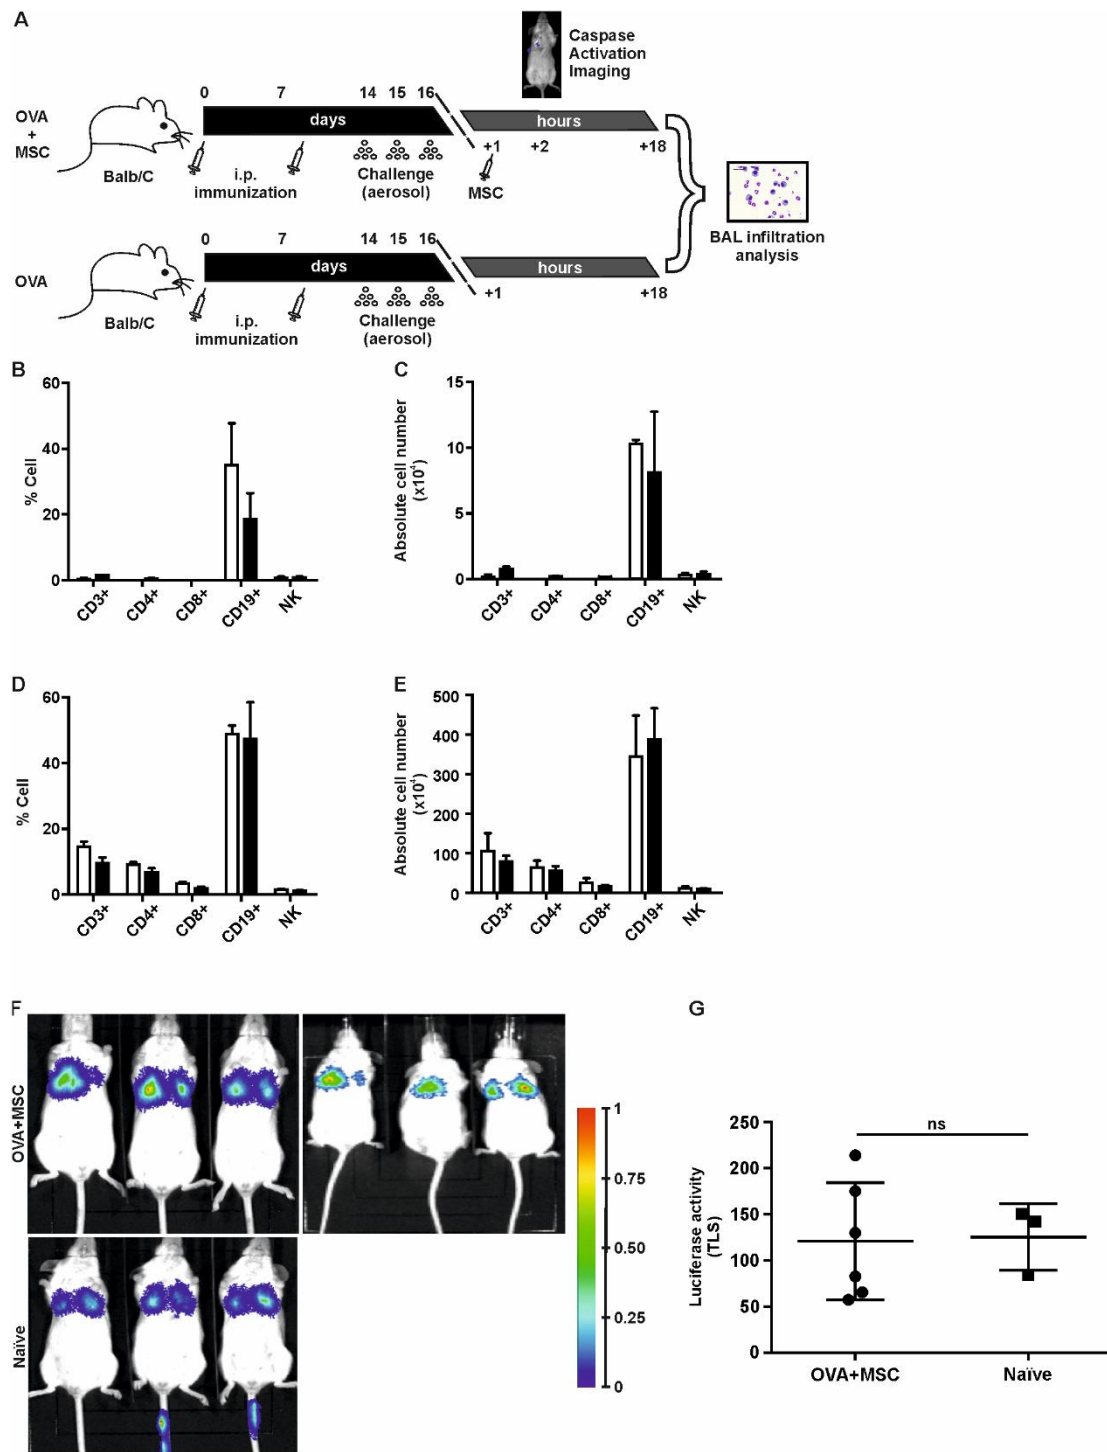 A
Caspase
Activation
Imaging
OVA
+
MSC
0 7 14 15 16
days
hours
+1 +2 +18
Balb/C
i.p.
immunization
Challenge
(aerosol)
MSC
BAL infiltration
analysis
OVA
0 7 14 15 16
days
hours
+1 +18
Balb/C
i.p.
immunization
Challenge
(aerosol)
B
% Cell
60
40
20
0
CD3+ CD4+ CD8+ CD19+ NK
C
Absolute cell number
(x10⁴)
15
10
5
0
CD3+ CD4+ CD8+ CD19+ NK
D
% Cell
60
40
20
0
CD3+ CD4+ CD8+ CD19+ NK
E
Absolute cell number
(x10⁴)
500
400
300
200
100
0
CD3+ CD4+ CD8+ CD19+ NK
F
OVA+MSC
Naïve
1
0.75
0.50
0.25
0
G
Luciferase activity
(TLS)
250
200
150
100
50
0
ns
OVA+MSC Naïve